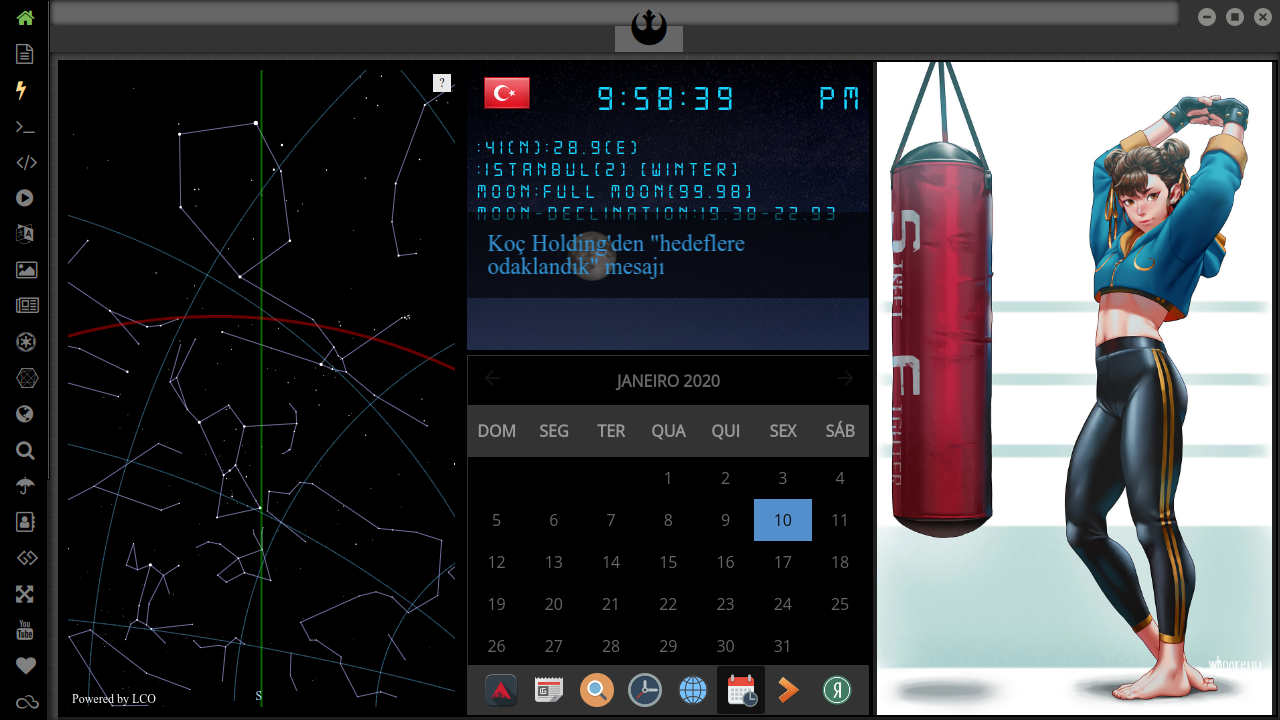 ?
9:58:39 PM
:41(N):28.9(E)
:ISTANBUL(2) (WINTER)
MOON:FULL MOON(99.98)
MOON-DECLINATION:19.38-22.93
Koç Holding'den "hedeflere
odaklandık" mesajı
JANEIRO 2020
DOM SEG TER QUA QUI SEX SÁB
1 2 3 4
5 6 7 8 9 10 11
12 13 14 15 16 17 18
19 20 21 22 23 24 25
26 27 28 29 30 31
Powered by LCO
S
You
Tube
Я
STREET
whoareuu